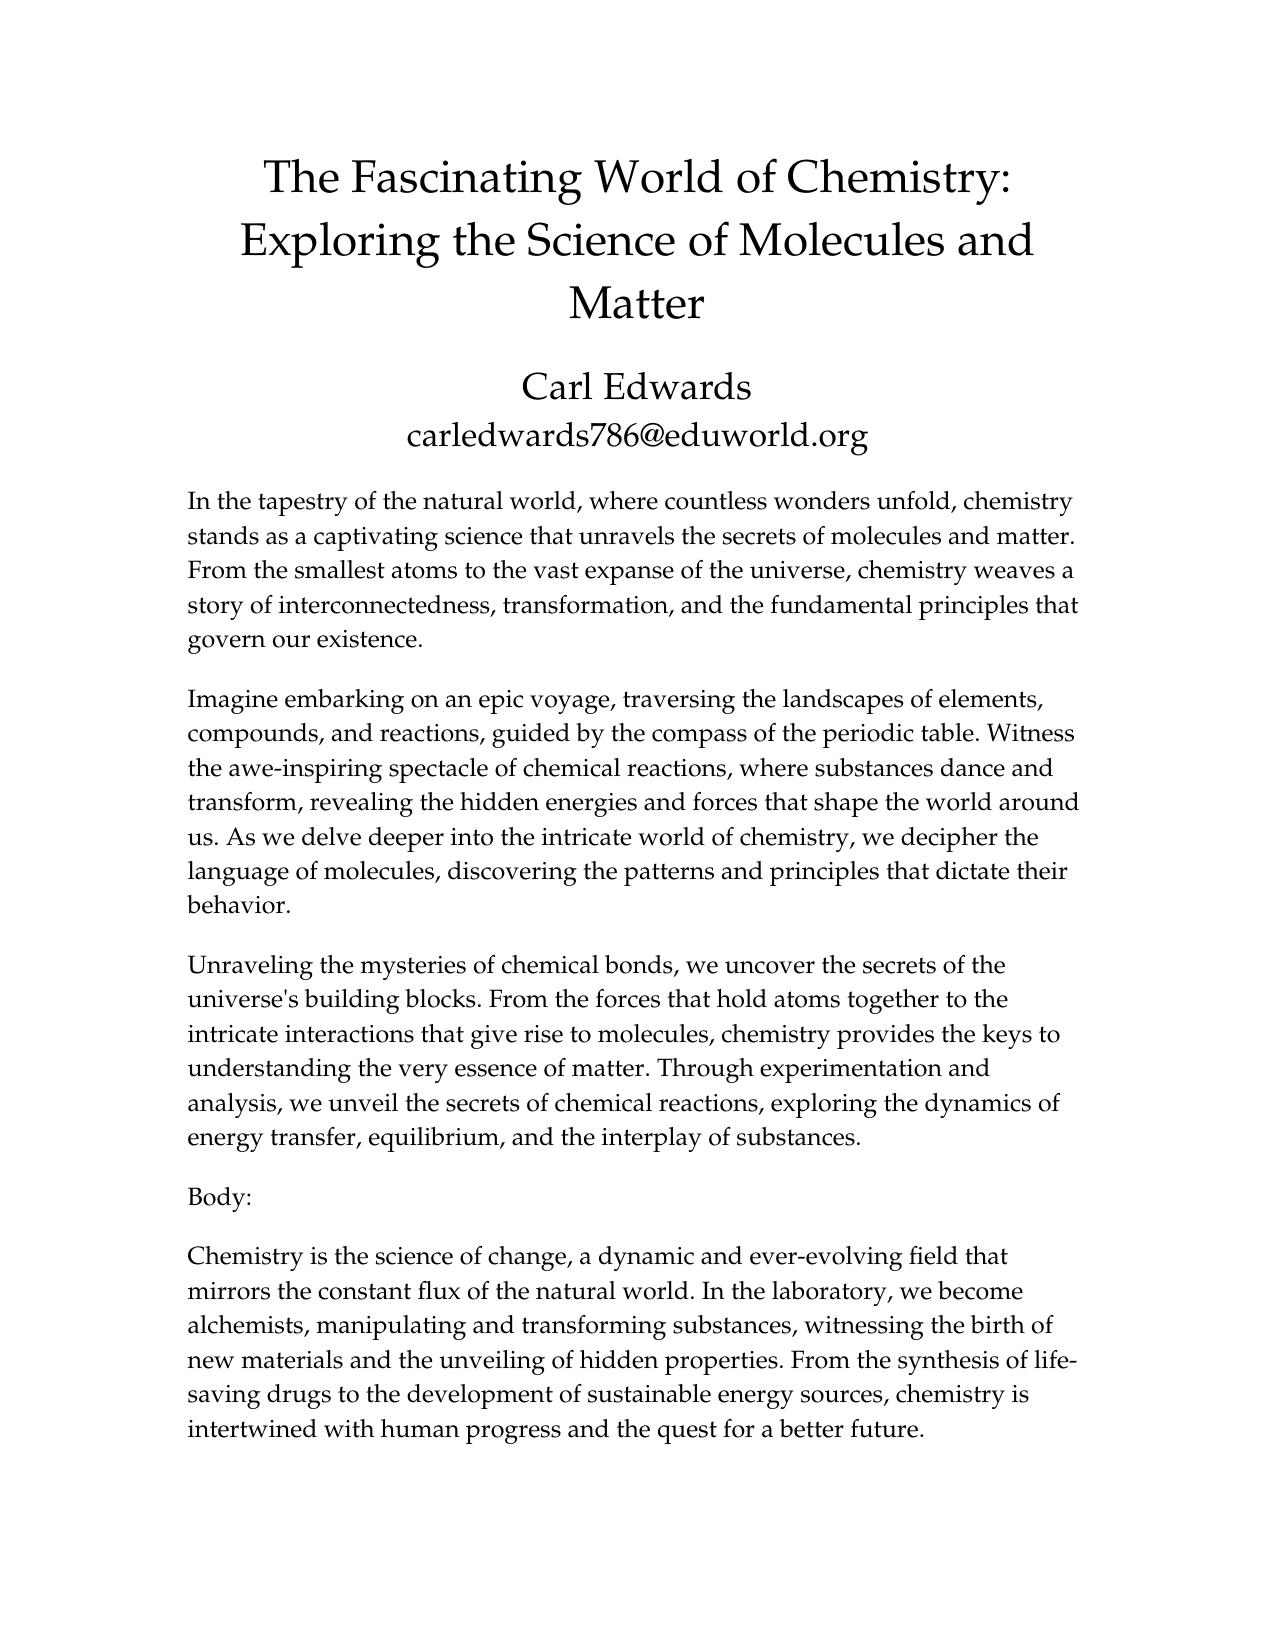 The Fascinating World of Chemistry:
Exploring the Science of Molecules and
Matter
Carl Edwards
carledwards786@eduworld.org
In the tapestry of the natural world, where countless wonders unfold, chemistry
stands as a captivating science that unravels the secrets of molecules and matter.
From the smallest atoms to the vast expanse of the universe, chemistry weaves a
story of interconnectedness, transformation, and the fundamental principles that
govern our existence.
Imagine embarking on an epic voyage, traversing the landscapes of elements,
compounds, and reactions, guided by the compass of the periodic table. Witness
the awe-inspiring spectacle of chemical reactions, where substances dance and
transform, revealing the hidden energies and forces that shape the world around
us. As we delve deeper into the intricate world of chemistry, we decipher the
language of molecules, discovering the patterns and principles that dictate their
behavior.
Unraveling the mysteries of chemical bonds, we uncover the secrets of the
universe's building blocks. From the forces that hold atoms together to the
intricate interactions that give rise to molecules, chemistry provides the keys to
understanding the very essence of matter. Through experimentation and
analysis, we unveil the secrets of chemical reactions, exploring the dynamics of
energy transfer, equilibrium, and the interplay of substances.
Body:
Chemistry is the science of change, a dynamic and ever-evolving field that
mirrors the constant flux of the natural world. In the laboratory, we become
alchemists, manipulating and transforming substances, witnessing the birth of
new materials and the unveiling of hidden properties. From the synthesis of life-
saving drugs to the development of sustainable energy sources, chemistry is
intertwined with human progress and the quest for a better future.